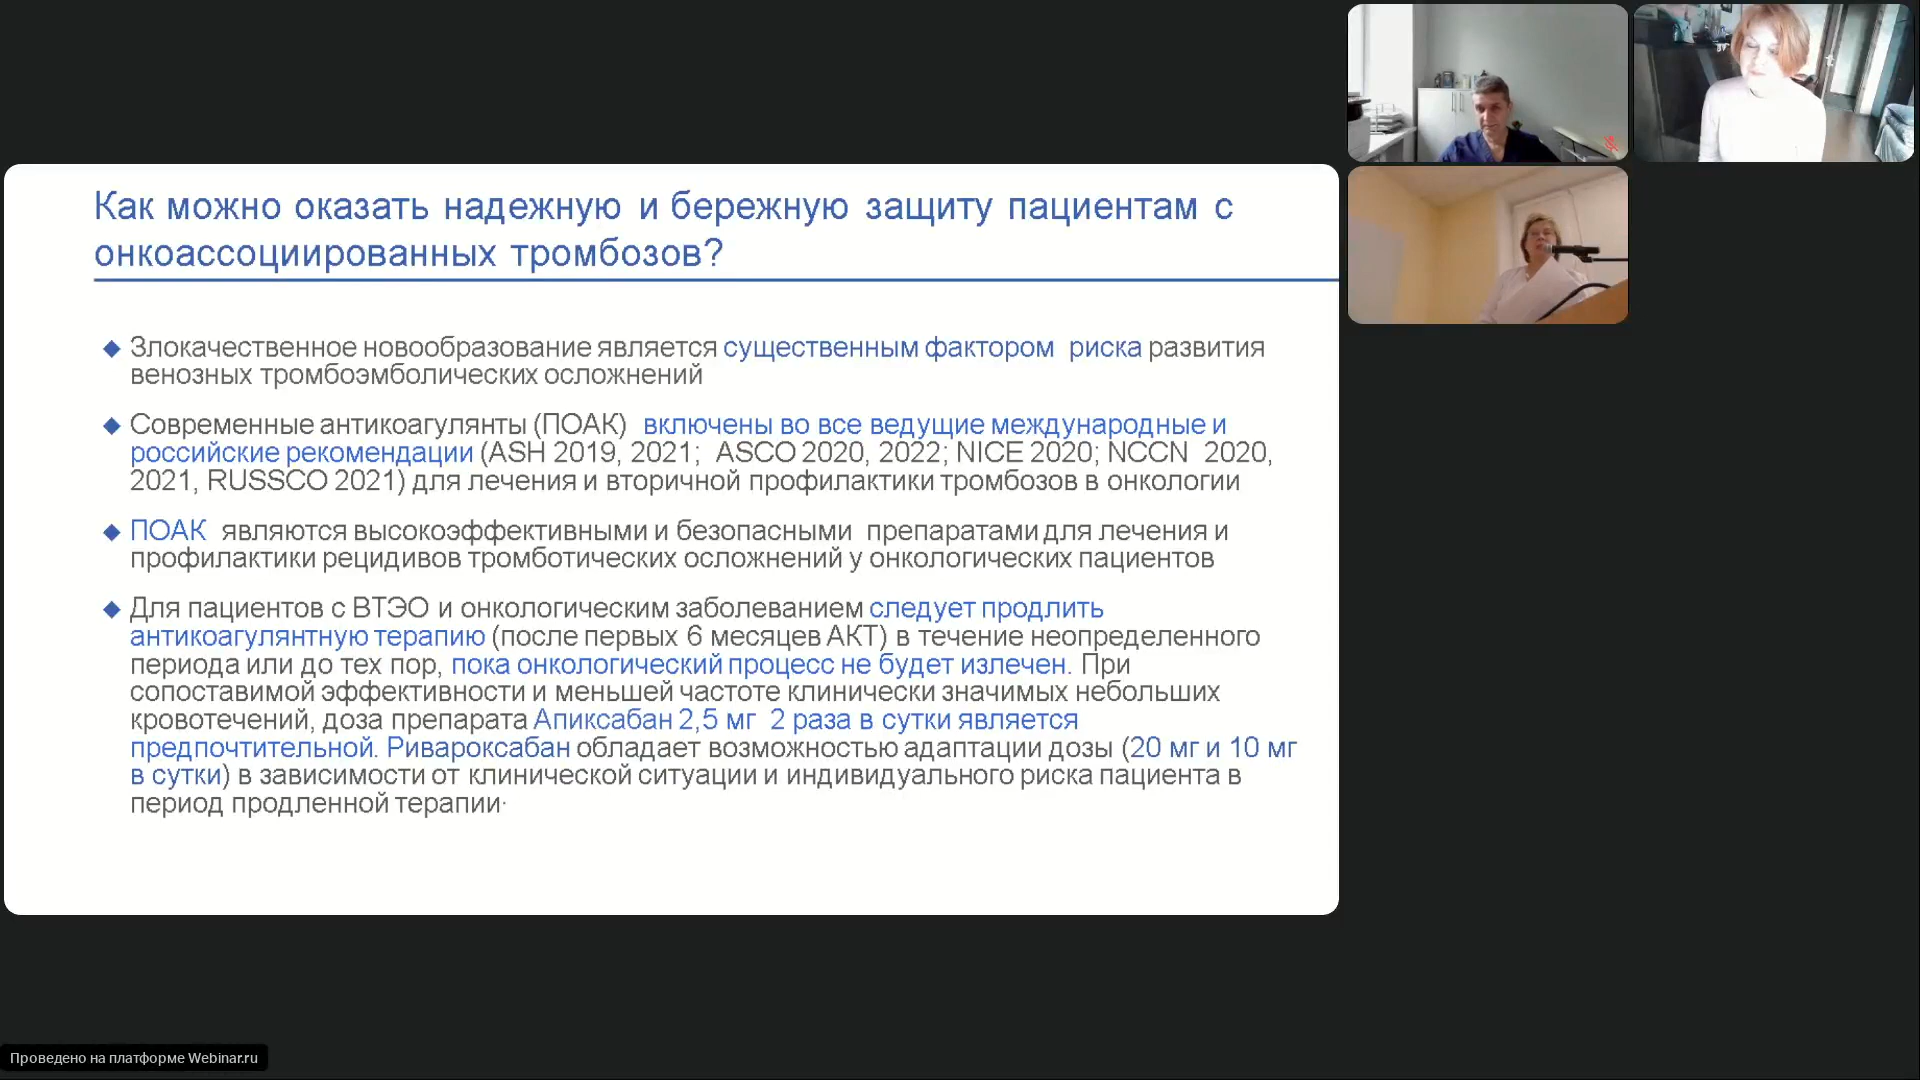 Как можно оказать надежную и бережную защиту пациентам с
онкоассоциированных тромбозов?
◆ Злокачественное новообразование является существенным фактором риска развития
венозных тромбоэмболических осложнений
◆ Современные антикоагулянты (ПОАК) включены во все ведущие международные и
российские рекомендации (ASH 2019, 2021; ASCO 2020, 2022; NICE 2020; NCCN 2020,
2021, RUSSCO 2021) для лечения и вторичной профилактики тромбозов в онкологии
◆ ПОАК являются высокоэффективными и безопасными препаратами для лечения и
профилактики рецидивов тромботических осложнений у онкологических пациентов
◆ Для пациентов с ВТЭО и онкологическим заболеванием следует продлить
антикоагулянтную терапию (после первых 6 месяцев АКТ) в течение неопределенного
периода или до тех пор, пока онкологический процесс не будет излечен. При
сопоставимой эффективности и меньшей частоте клинически значимых небольших
кровотечений, доза препарата Апиксабан 2,5 мг 2 раза в сутки является
предпочтительной. Ривароксабан обладает возможностью адаптации дозы (20 мг и 10 мг
в сутки) в зависимости от клинической ситуации и индивидуального риска пациента в
период продленной терапии.
Проведено на платформе Webinar.ru